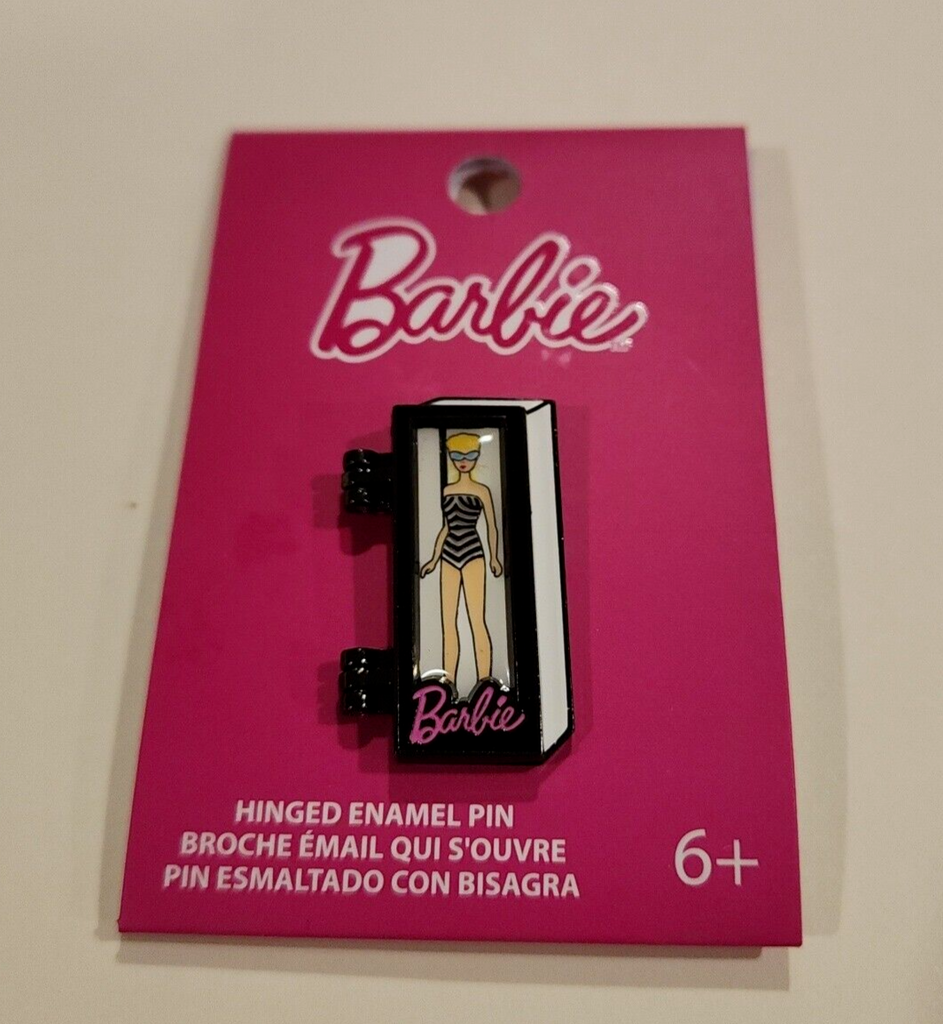 Barbie
Barbie
HINGED ENAMEL PIN
BROCHE ÉMAIL QUI S'OUVRE
PIN ESMALTADO CON BISAGRA
6+